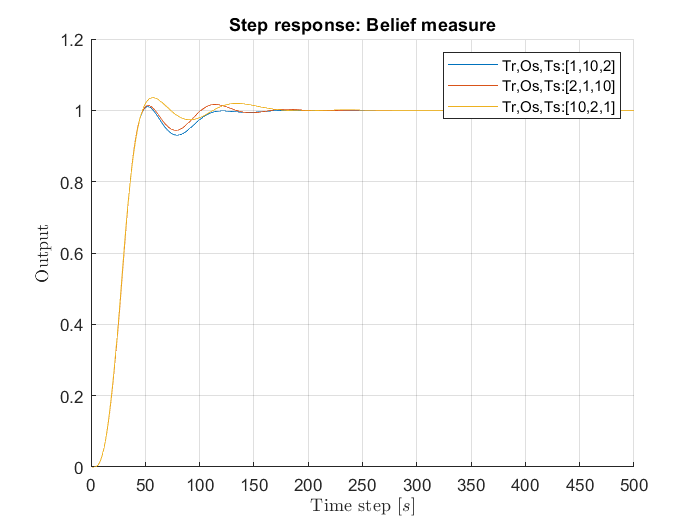 Step response: Belief measure
1.2
1
0.8
0.6
0.4
0.2
0
Output
Tr,Os,Ts:[1,10,2]
Tr,Os,Ts:[2,1,10]
Tr,Os,Ts:[10,2,1]
0 50 100 150 200 250 300 350 400 450 500
Time step [s]